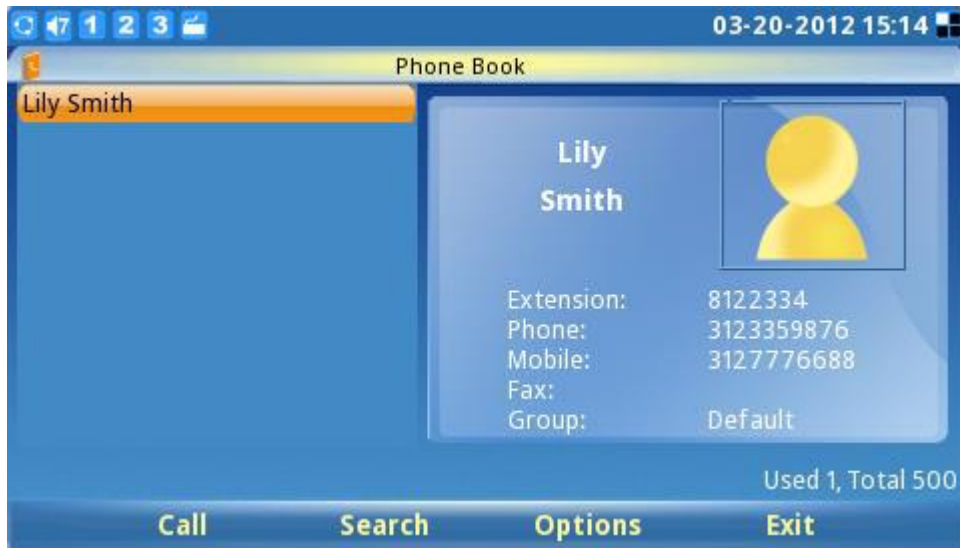 7 1 2 3 03-20-2012 15:14
Phone Book
Lily Smith
Lily
Smith
Extension: 8122334
Phone: 3123359876
Mobile: 3127776688
Fax:
Group: Default
Used 1, Total 500
Call Search Options Exit